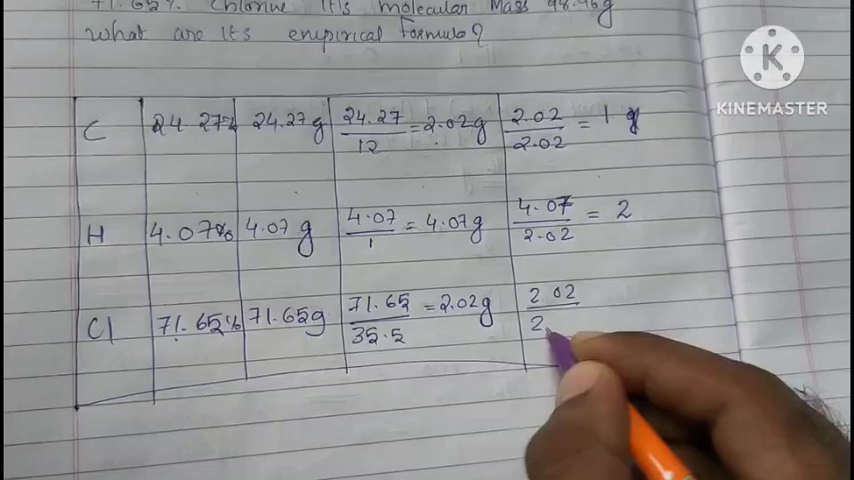 71.65%. Chlorine It's molecular Mass 98.96g
What are its empirical Formula?
K
KINEMASTER
C 24 27% 24.27g 24.27/12 = 2.02g 2.02/2.02 = 1
H 4.07% 4.07 g 4.07/1 = 4.07g 4.07/2.02 = 2
Cl 71.65% 71.65g 71.65/35.5 = 2.02g 2.02/2